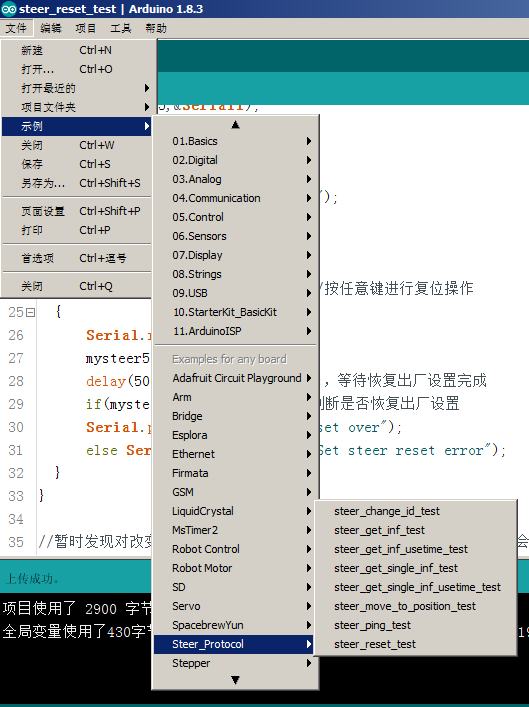 steer_reset_test | Arduino 1.8.3
文件 编辑 项目 工具 帮助
新建 Ctrl+N
打开... Ctrl+O
打开最近的
项目文件夹
示例
关闭 Ctrl+W
保存 Ctrl+S
另存为... Ctrl+Shift+S
页面设置 Ctrl+Shift+P
打印 Ctrl+P
首选项 Ctrl+逗号
关闭 Ctrl+Q
01.Basics
02.Digital
03.Analog
04.Communication
05.Control
06.Sensors
07.Display
08.Strings
09.USB
10.StarterKit_BasicKit
11.ArduinoISP
Examples for any board
Adafruit Circuit Playground
Arm
Bridge
Esplora
Ethernet
Firmata
GSM
LiquidCrystal
MsTimer2
Robot Control
Robot Motor
SD
Servo
SpacebrewYun
Steer_Protocol
Stepper
steer_change_id_test
steer_get_inf_test
steer_get_inf_usetime_test
steer_get_single_inf_test
steer_get_single_inf_usetime_test
steer_move_to_position_test
steer_ping_test
steer_reset_test
,&Serial1);
");
/按任意键进行复位操作
25 {
26 Serial.
27 mysteer5
28 delay(50 , 等待恢复出厂设置完成
29 if(myste 判断是否恢复出厂设置
30 Serial.p set over");
31 else Ser Set steer reset error");
32 }
33 }
34
35 //暂时发现对改变 会
上传成功。
项目使用了 2900 字节
全局变量使用了430字节